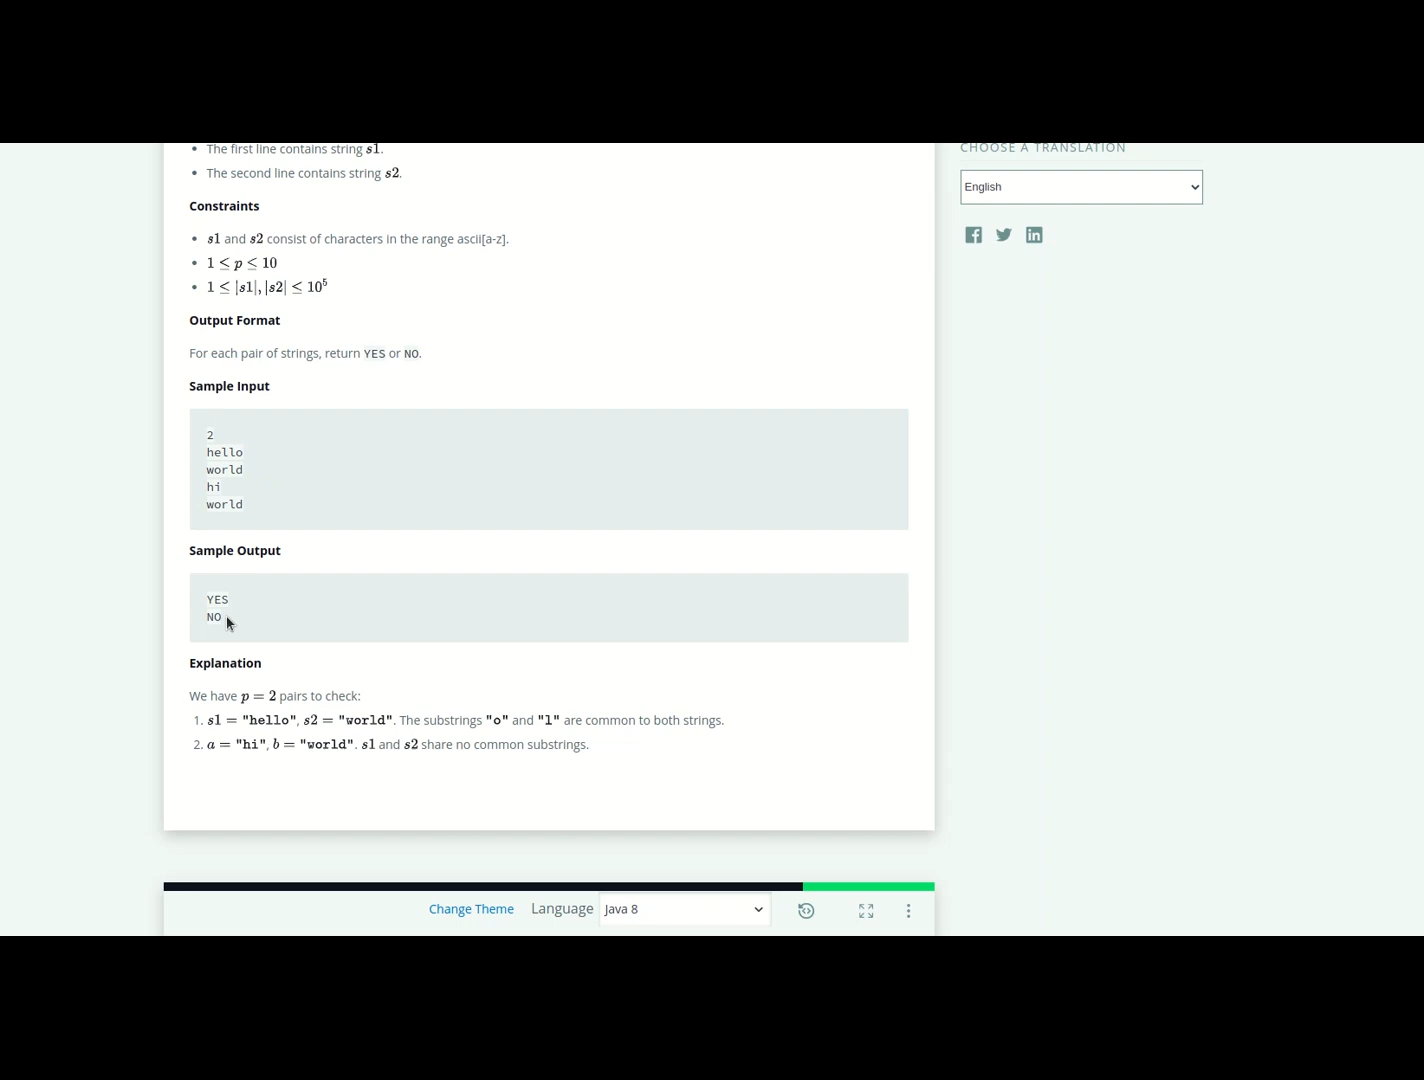 The first line contains string s1.
CHOOSE A TRANSLATION
The second line contains string s2.
English
Constraints
s1 and s2 consist of characters in the range ascii[a-z].
1 ≤ p ≤ 10
1 ≤ |s1|, |s2| ≤ 10⁵
Output Format
For each pair of strings, return YES or NO.
Sample Input
2
hello
world
hi
world
Sample Output
YES
NO
Explanation
We have p = 2 pairs to check:
1. s1 = "hello", s2 = "world". The substrings "o" and "l" are common to both strings.
2. a = "hi", b = "world". s1 and s2 share no common substrings.
Change Theme Language Java 8